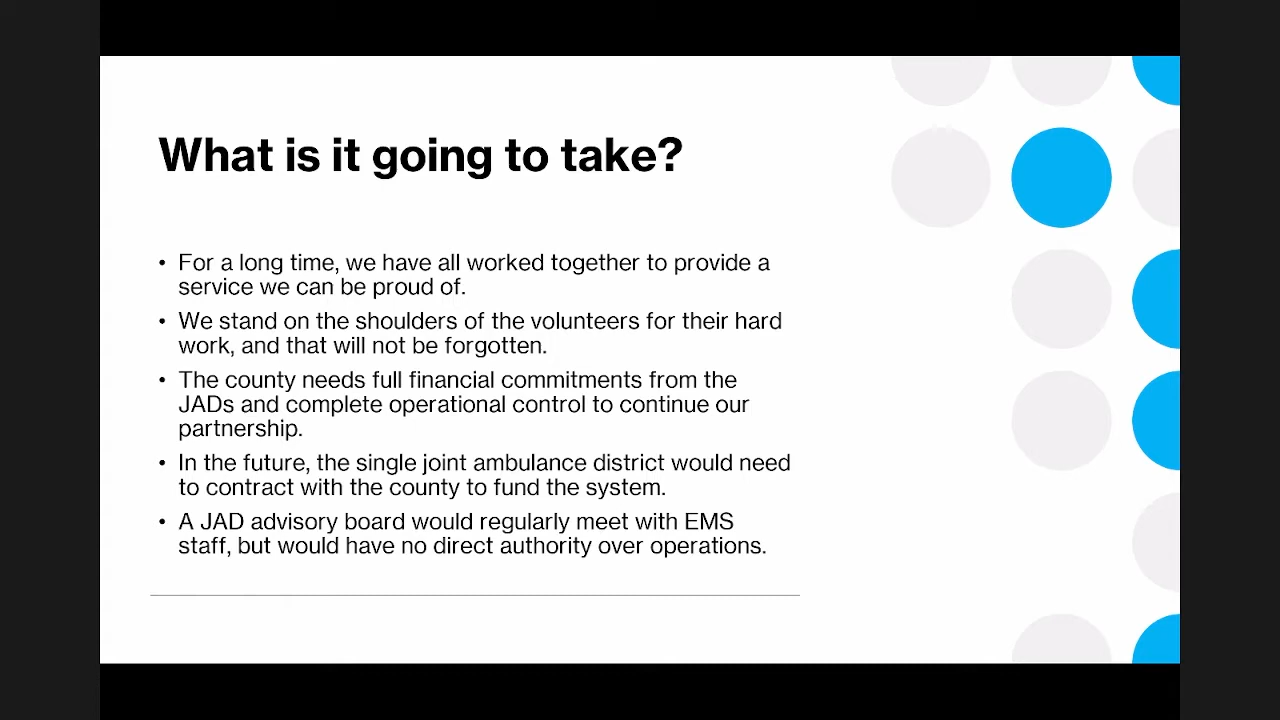 What is it going to take?
• For a long time, we have all worked together to provide a
service we can be proud of.
• We stand on the shoulders of the volunteers for their hard
work, and that will not be forgotten.
• The county needs full financial commitments from the
JADs and complete operational control to continue our
partnership.
• In the future, the single joint ambulance district would need
to contract with the county to fund the system.
• A JAD advisory board would regularly meet with EMS
staff, but would have no direct authority over operations.